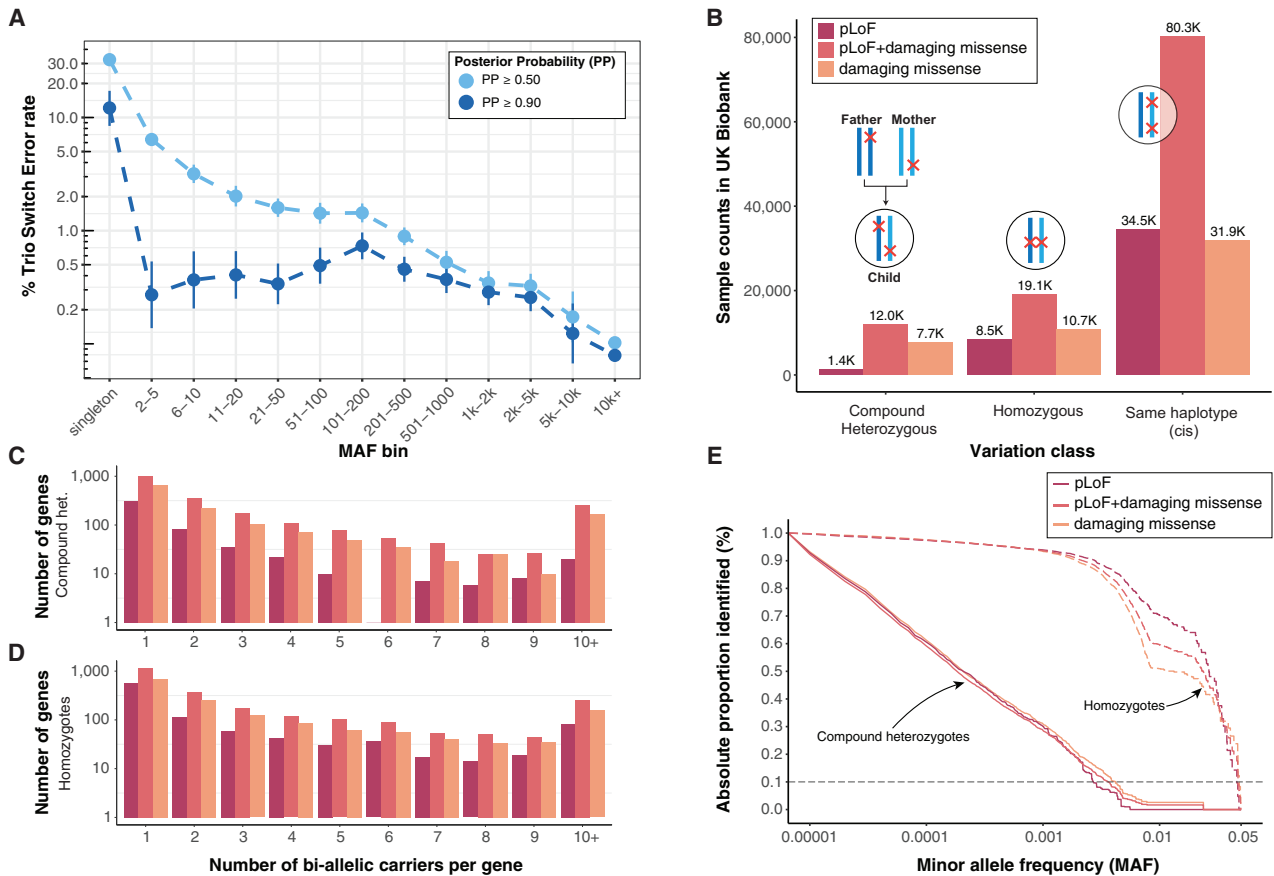 A
% Trio Switch Error rate
30.0
20.0
10.0
5.0
2.0
1.0
0.5
0.2
Posterior Probability (PP)
PP ≥ 0.50
PP ≥ 0.90
singleton
2–5
6–10
11–20
21–50
51–100
101–200
201–500
501–1000
1k–2k
2k–5k
5k–10k
10k+
MAF bin
B
Sample counts in UK Biobank
80,000
60,000
40,000
20,000
0
pLoF
pLoF+damaging missense
damaging missense
Father Mother
Child
1.4K
12.0K
7.7K
8.5K
19.1K
10.7K
34.5K
80.3K
31.9K
Compound
Heterozygous
Homozygous
Same haplotype
(cis)
Variation class
C
Number of genes
Compound het.
1,000
100
10
1
1 2 3 4 5 6 7 8 9 10+
D
Number of genes
Homozygotes
1,000
100
10
1
1 2 3 4 5 6 7 8 9 10+
Number of bi-allelic carriers per gene
E
pLoF
pLoF+damaging missense
damaging missense
Absolute proportion identified (%)
1.0
0.9
0.8
0.7
0.6
0.5
0.4
0.3
0.2
0.1
0.0
Compound heterozygotes
Homozygotes
0.00001 0.0001 0.001 0.01 0.05
Minor allele frequency (MAF)